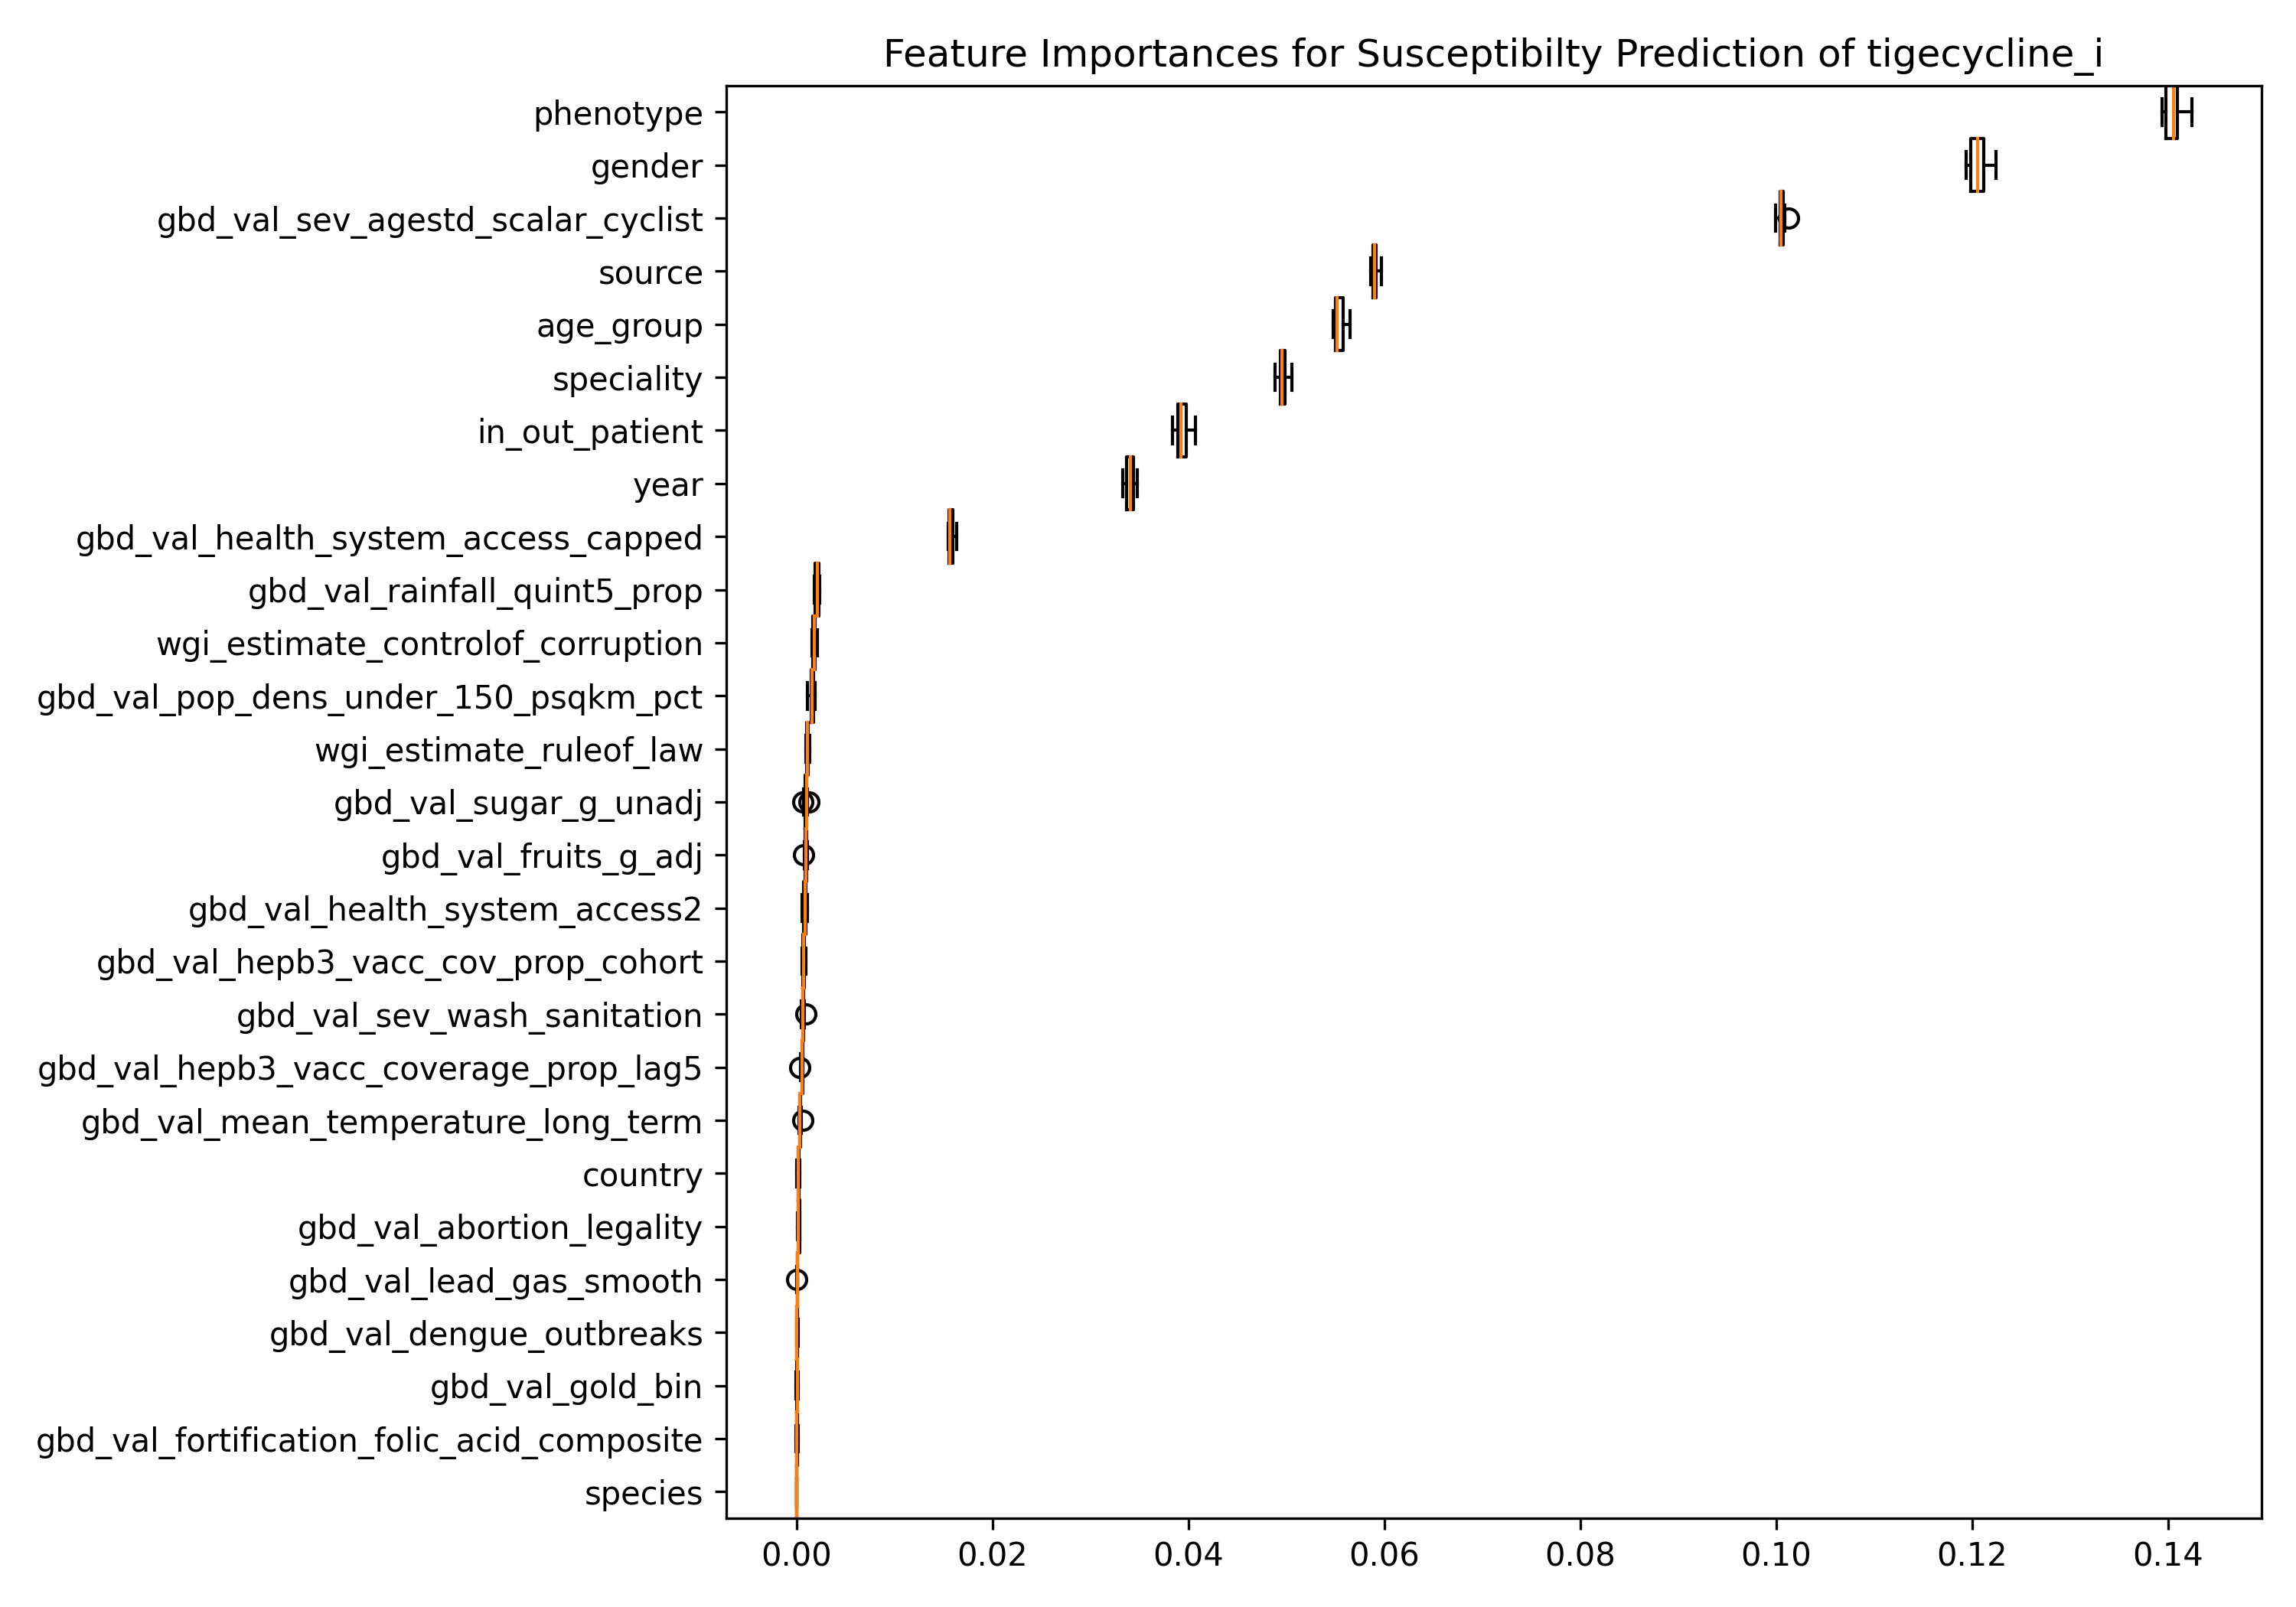 Feature Importances for Susceptibilty Prediction of tigecycline_i
phenotype
gender
gbd_val_sev_agestd_scalar_cyclist
source
age_group
speciality
in_out_patient
year
gbd_val_health_system_access_capped
gbd_val_rainfall_quint5_prop
wgi_estimate_controlof_corruption
gbd_val_pop_dens_under_150_psqkm_pct
wgi_estimate_ruleof_law
gbd_val_sugar_g_unadj
gbd_val_fruits_g_adj
gbd_val_health_system_access2
gbd_val_hepb3_vacc_cov_prop_cohort
gbd_val_sev_wash_sanitation
gbd_val_hepb3_vacc_coverage_prop_lag5
gbd_val_mean_temperature_long_term
country
gbd_val_abortion_legality
gbd_val_lead_gas_smooth
gbd_val_dengue_outbreaks
gbd_val_gold_bin
gbd_val_fortification_folic_acid_composite
species
0.00 0.02 0.04 0.06 0.08 0.10 0.12 0.14